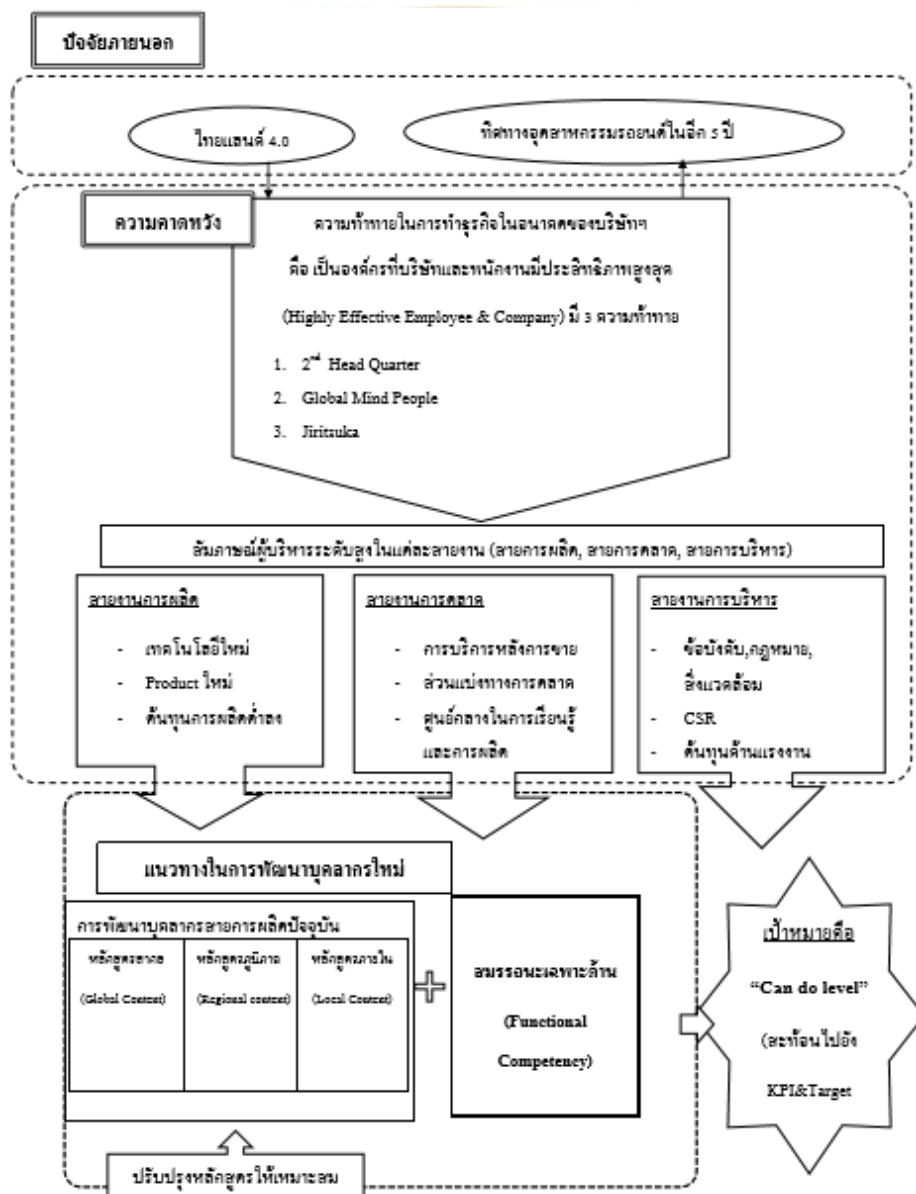 ปัจจัยภายนอก
ไทยแลนด์ 4.0
ทิศทางอุตสาหกรรมรถยนต์ในอีก 5 ปี
ความคาดหวัง
ความท้าทายในการทำธุรกิจในอนาคตของบริษัทฯ
คือ เป็นองค์กรที่บริษัทและพนักงานมีประสิทธิภาพสูงสุด
(Highly Effective Employee & Company) มี 3 ความท้าทาย
1. 2nd Head Quarter
2. Global Mind People
3. Jiritsuka
สัมภาษณ์ผู้บริหารระดับสูงในแต่ละสายงาน (สายการผลิต, สายการตลาด, สายการบริหาร)
สายงานการผลิต
- เทคโนโลยีใหม่
- Product ใหม่
- ต้นทุนการผลิตต่ำลง
สายงานการตลาด
- การบริการหลังการขาย
- ส่วนแบ่งทางการตลาด
- ศูนย์กลางในการเรียนรู้
และการผลิต
สายงานการบริหาร
- ข้อบังคับ,กฎหมาย,
สิ่งแวดล้อม
- CSR
- ต้นทุนด้านแรงงาน
แนวทางในการพัฒนาบุคลากรใหม่
การพัฒนาบุคลากรสายการผลิตปัจจุบัน
หลักสูตรสากล
(Global Content)
หลักสูตรภูมิภาค
(Regional content)
หลักสูตรภายใน
(Local Content)
สมรรถนะเฉพาะด้าน
(Functional
Competency)
เป้าหมายคือ
“Can do level”
(สะท้อนไปยัง
KPI&Target
ปรับปรุงหลักสูตรให้เหมาะสม